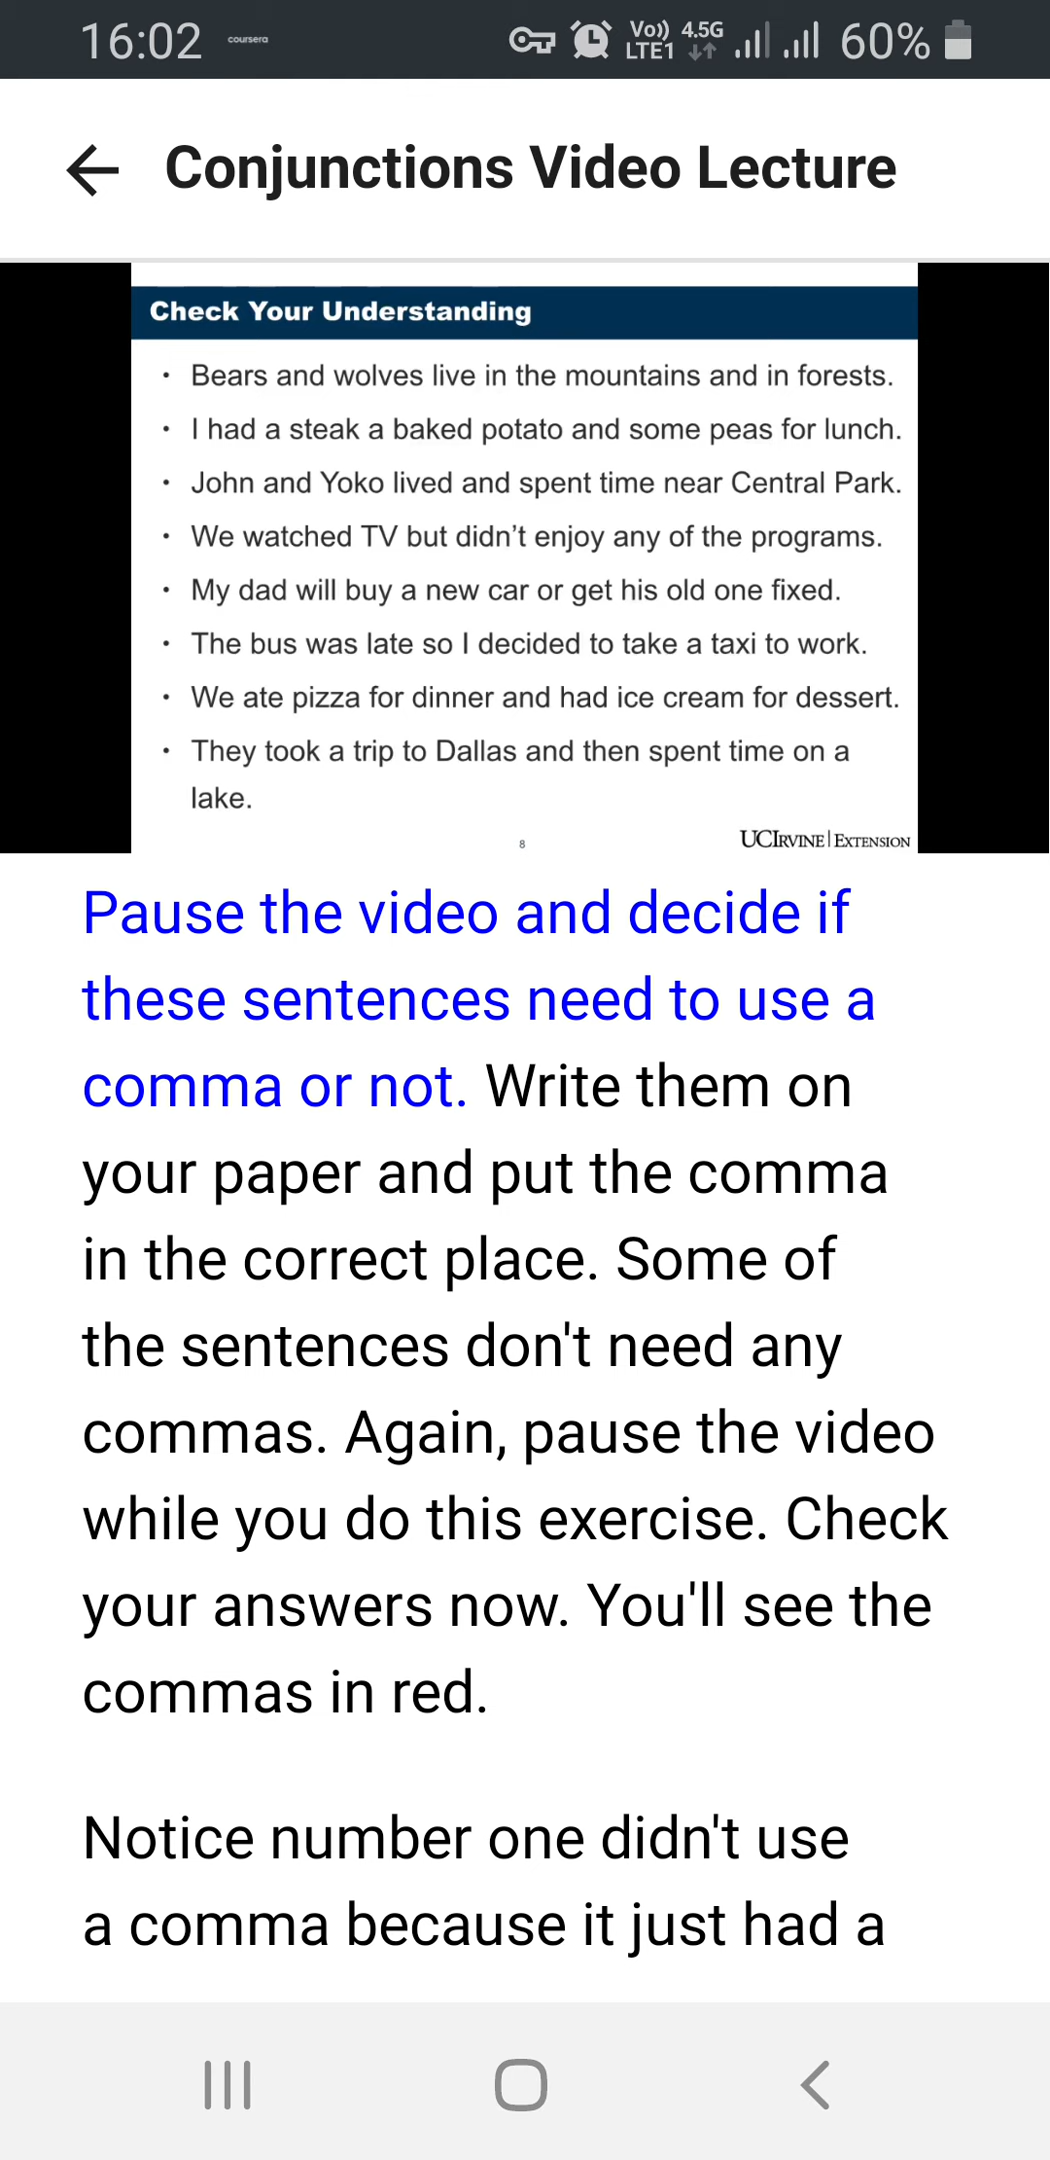 16:02 coursera Vo)) LTE1 4.5G 60%
Conjunctions Video Lecture
Check Your Understanding
• Bears and wolves live in the mountains and in forests.
• I had a steak a baked potato and some peas for lunch.
• John and Yoko lived and spent time near Central Park.
• We watched TV but didn’t enjoy any of the programs.
• My dad will buy a new car or get his old one fixed.
• The bus was late so I decided to take a taxi to work.
• We ate pizza for dinner and had ice cream for dessert.
• They took a trip to Dallas and then spent time on a
lake.
8
UCIRVINE | EXTENSION
Pause the video and decide if
these sentences need to use a
comma or not. Write them on
your paper and put the comma
in the correct place. Some of
the sentences don't need any
commas. Again, pause the video
while you do this exercise. Check
your answers now. You'll see the
commas in red.
Notice number one didn't use
a comma because it just had a